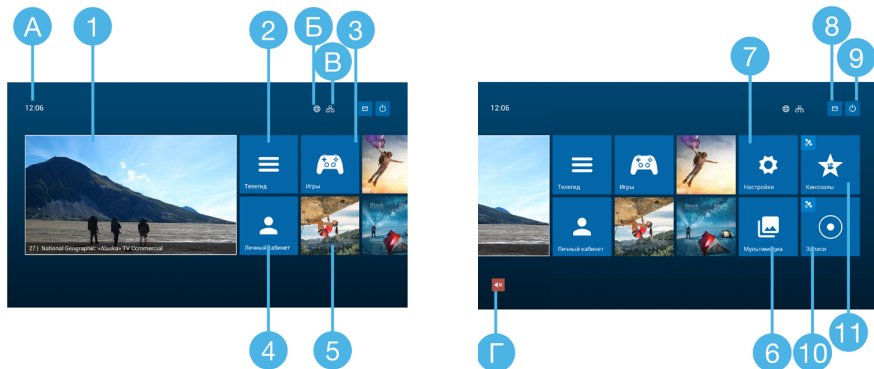 А 1 2 Б В 3
12:06
Телегид Игры
27 | National Geographic: «Alaska» TV Commercial
Личный кабинет
4 5
7 8 9
12:06
Телегид Игры Настройки Кинозалы
Личный кабинет Мультимедиа Записи
Г 6 10 11